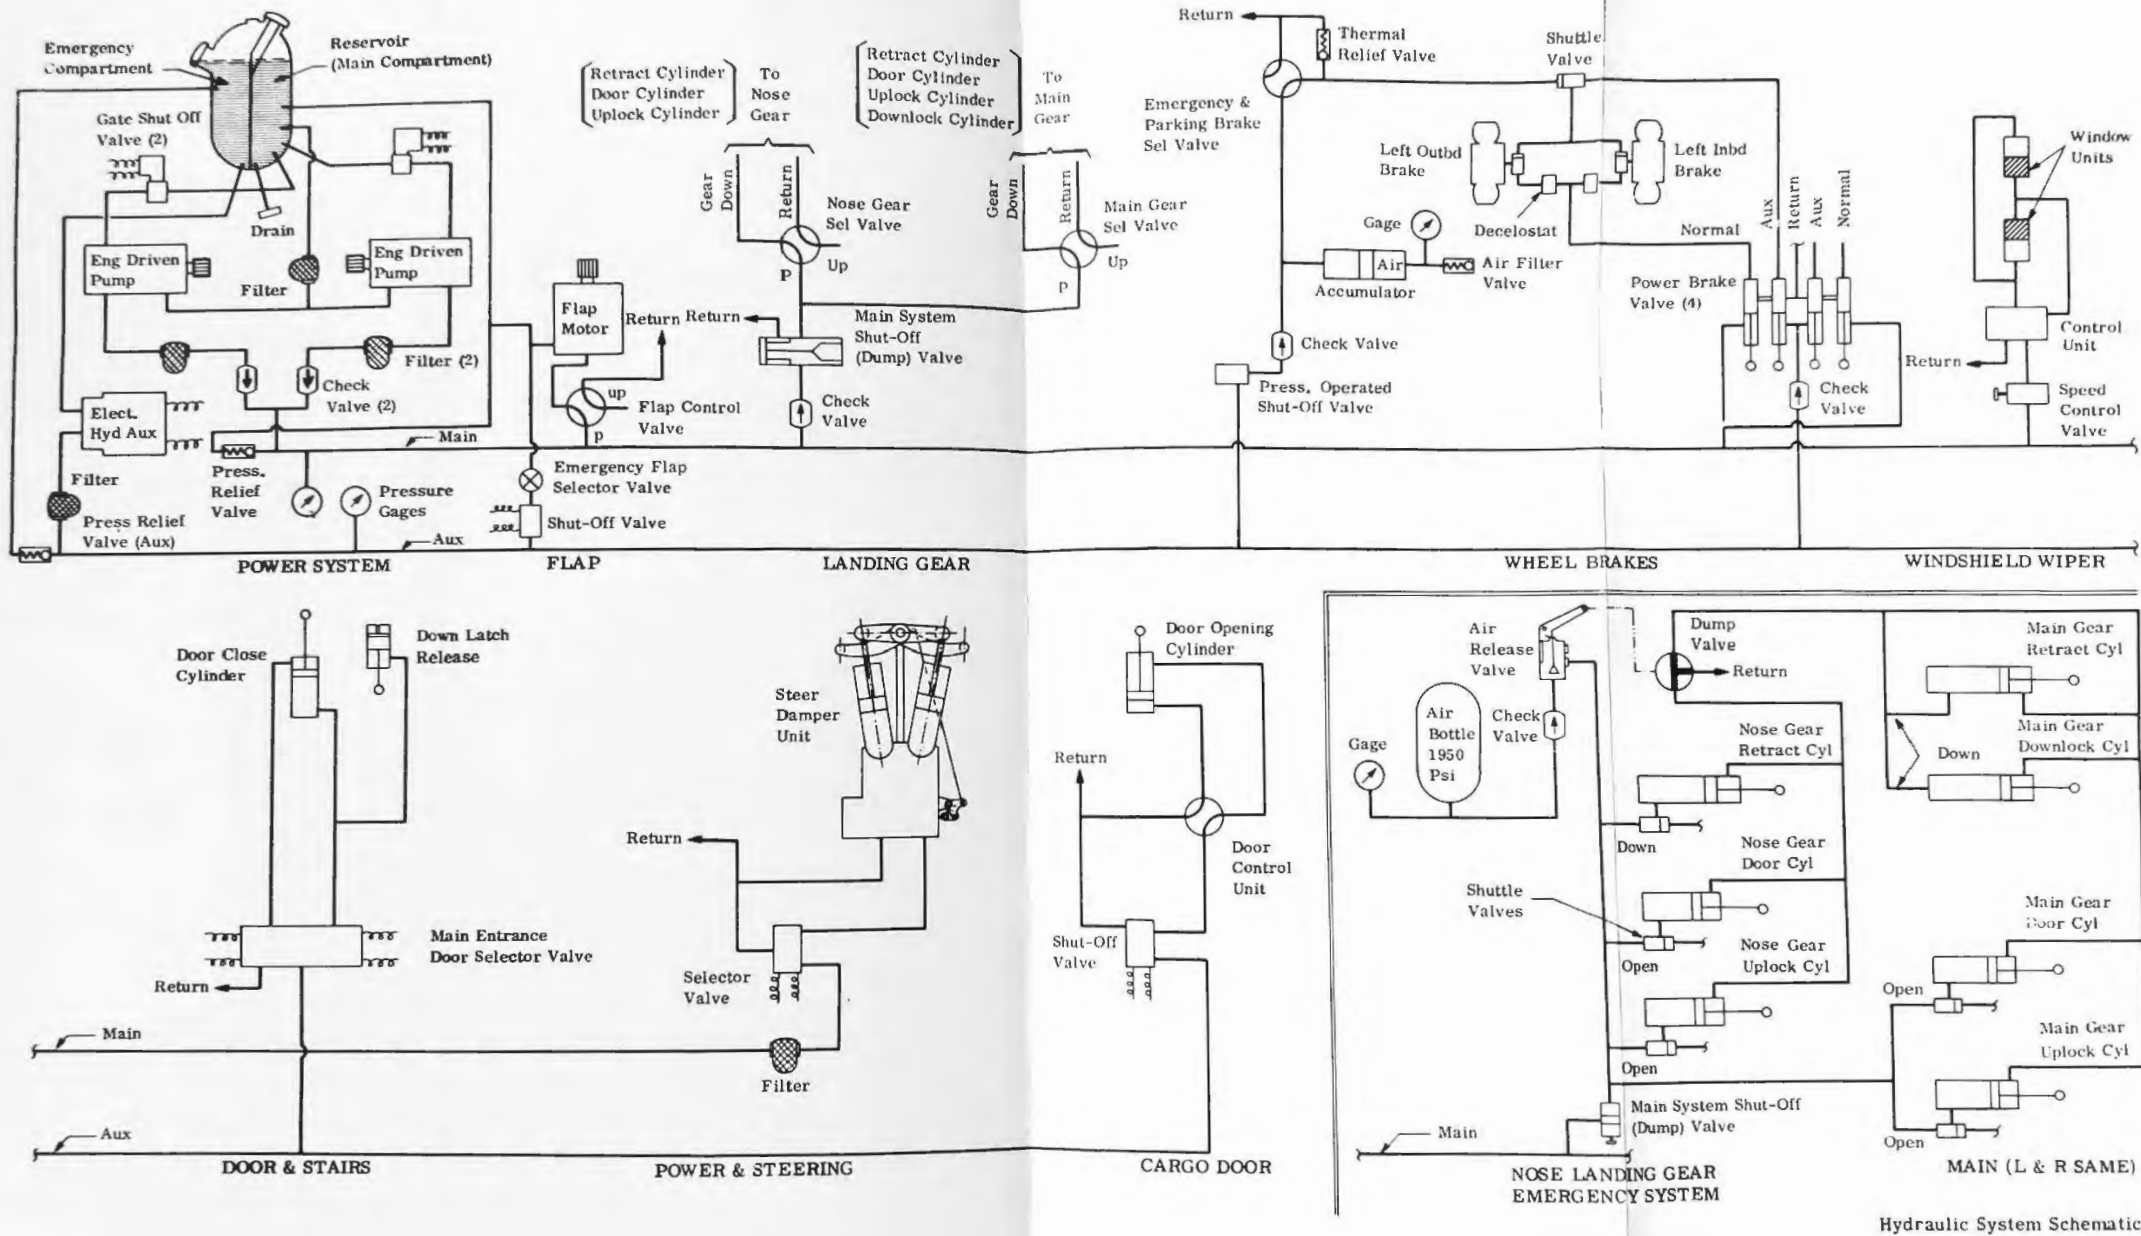 Emergency
Compartment
Reservoir
(Main Compartment)
Gate Shut Off
Valve (2)
Drain
Eng Driven
Pump
Filter
Eng Driven
Pump
Filter (2)
Check
Valve (2)
Elect.
Hyd Aux
Main
Filter
Press.
Relief
Valve
Pressure
Gages
Press Relief
Valve (Aux)
Aux
POWER SYSTEM
Flap
Motor
Return
up
Flap Control
Valve
p
Emergency Flap
Selector Valve
Shut-Off Valve
FLAP
Retract Cylinder
Door Cylinder
Uplock Cylinder
To
Nose
Gear
Retract Cylinder
Door Cylinder
Uplock Cylinder
Downlock Cylinder
To
Main
Gear
Gear
Down
Return
Nose Gear
Sel Valve
P
Up
Gear
Down
Return
Main Gear
Sel Valve
P
Up
Return
Main System
Shut-Off
(Dump) Valve
Check
Valve
LANDING GEAR
Return
Thermal
Relief Valve
Shuttle
Valve
Emergency &
Parking Brake
Sel Valve
Left Outbd
Brake
Left Inbd
Brake
Decelostat
Gage
Air
Accumulator
Air Filter
Valve
Normal
Aux
Return
Aux
Normal
Power Brake
Valve (4)
Check Valve
Press. Operated
Shut-Off Valve
Check
Valve
WHEEL BRAKES
Window
Units
Control
Unit
Return
Speed
Control
Valve
WINDSHIELD WIPER
Door Close
Cylinder
Down Latch
Release
Main Entrance
Door Selector Valve
Return
Main
Aux
DOOR & STAIRS
Steer
Damper
Unit
Return
Selector
Valve
Filter
POWER & STEERING
Door Opening
Cylinder
Return
Door
Control
Unit
Shut-Off
Valve
CARGO DOOR
Air
Release
Valve
Dump
Valve
Return
Air
Bottle
1950
Psi
Check
Valve
Gage
Nose Gear
Retract Cyl
Down
Nose Gear
Door Cyl
Shuttle
Valves
Open
Nose Gear
Uplock Cyl
Open
Main System Shut-Off
(Dump) Valve
Main
NOSE LANDING GEAR
EMERGENCY SYSTEM
Main Gear
Retract Cyl
Main Gear
Downlock Cyl
Down
Main Gear
Door Cyl
Open
Main Gear
Uplock Cyl
Open
MAIN (L & R SAME)
Hydraulic System Schematic